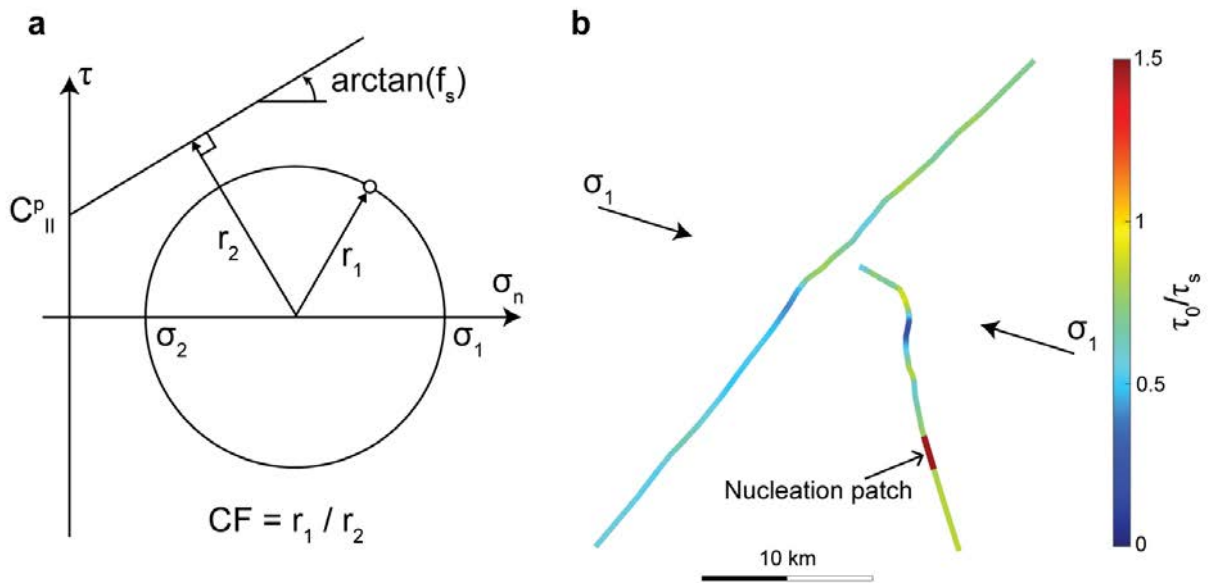 a
τ
arctan(f_s)
C^p_II
r_2
r_1
σ_n
σ_2
σ_1
CF = r_1 / r_2
b
σ_1
σ_1
Nucleation patch
10 km
1.5
1
0.5
0
τ_0/τ_s